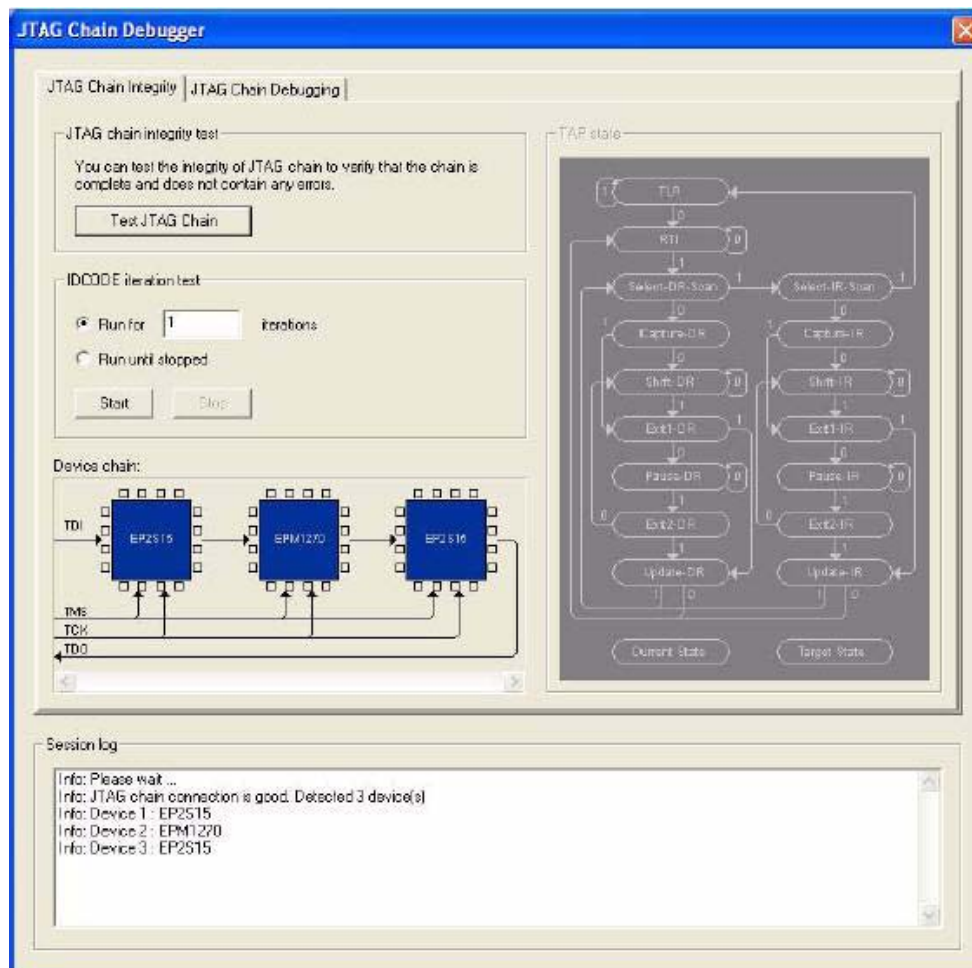 JTAG Chain Debugger
JTAG Chain Integrity
JTAG Chain Debugging
JTAG chain integrity test
You can test the integrity of JTAG chain to verify that the chain is
complete and does not contain any errors.
Test JTAG Chain
IDCODE iteration test
Run for 1 iterations
Run until stopped
Start
Stop
Device chain:
TDI
EP2S15
EPM1270
EP2S15
TMS
TCK
TDO
TAP state
1
TLR
0
RTI
0
1
Select-DR-Scan
1
Select-IR-Scan
1
0
0
1
Capture-DR
1
Capture-IR
0
0
Shift-DR
0
Shift-IR
0
1
1
Exit1-DR
1
Exit1-IR
1
0
0
Pause-DR
0
Pause-IR
0
1
1
0
Exit2-DR
0
Exit2-IR
1
1
Update-DR
Update-IR
1
0
1
0
Current State
Target State
Session log
Info: Please wait ...
Info: JTAG chain connection is good. Detected 3 device(s)
Info: Device 1 : EP2S15
Info: Device 2 : EPM1270
Info: Device 3 : EP2S15